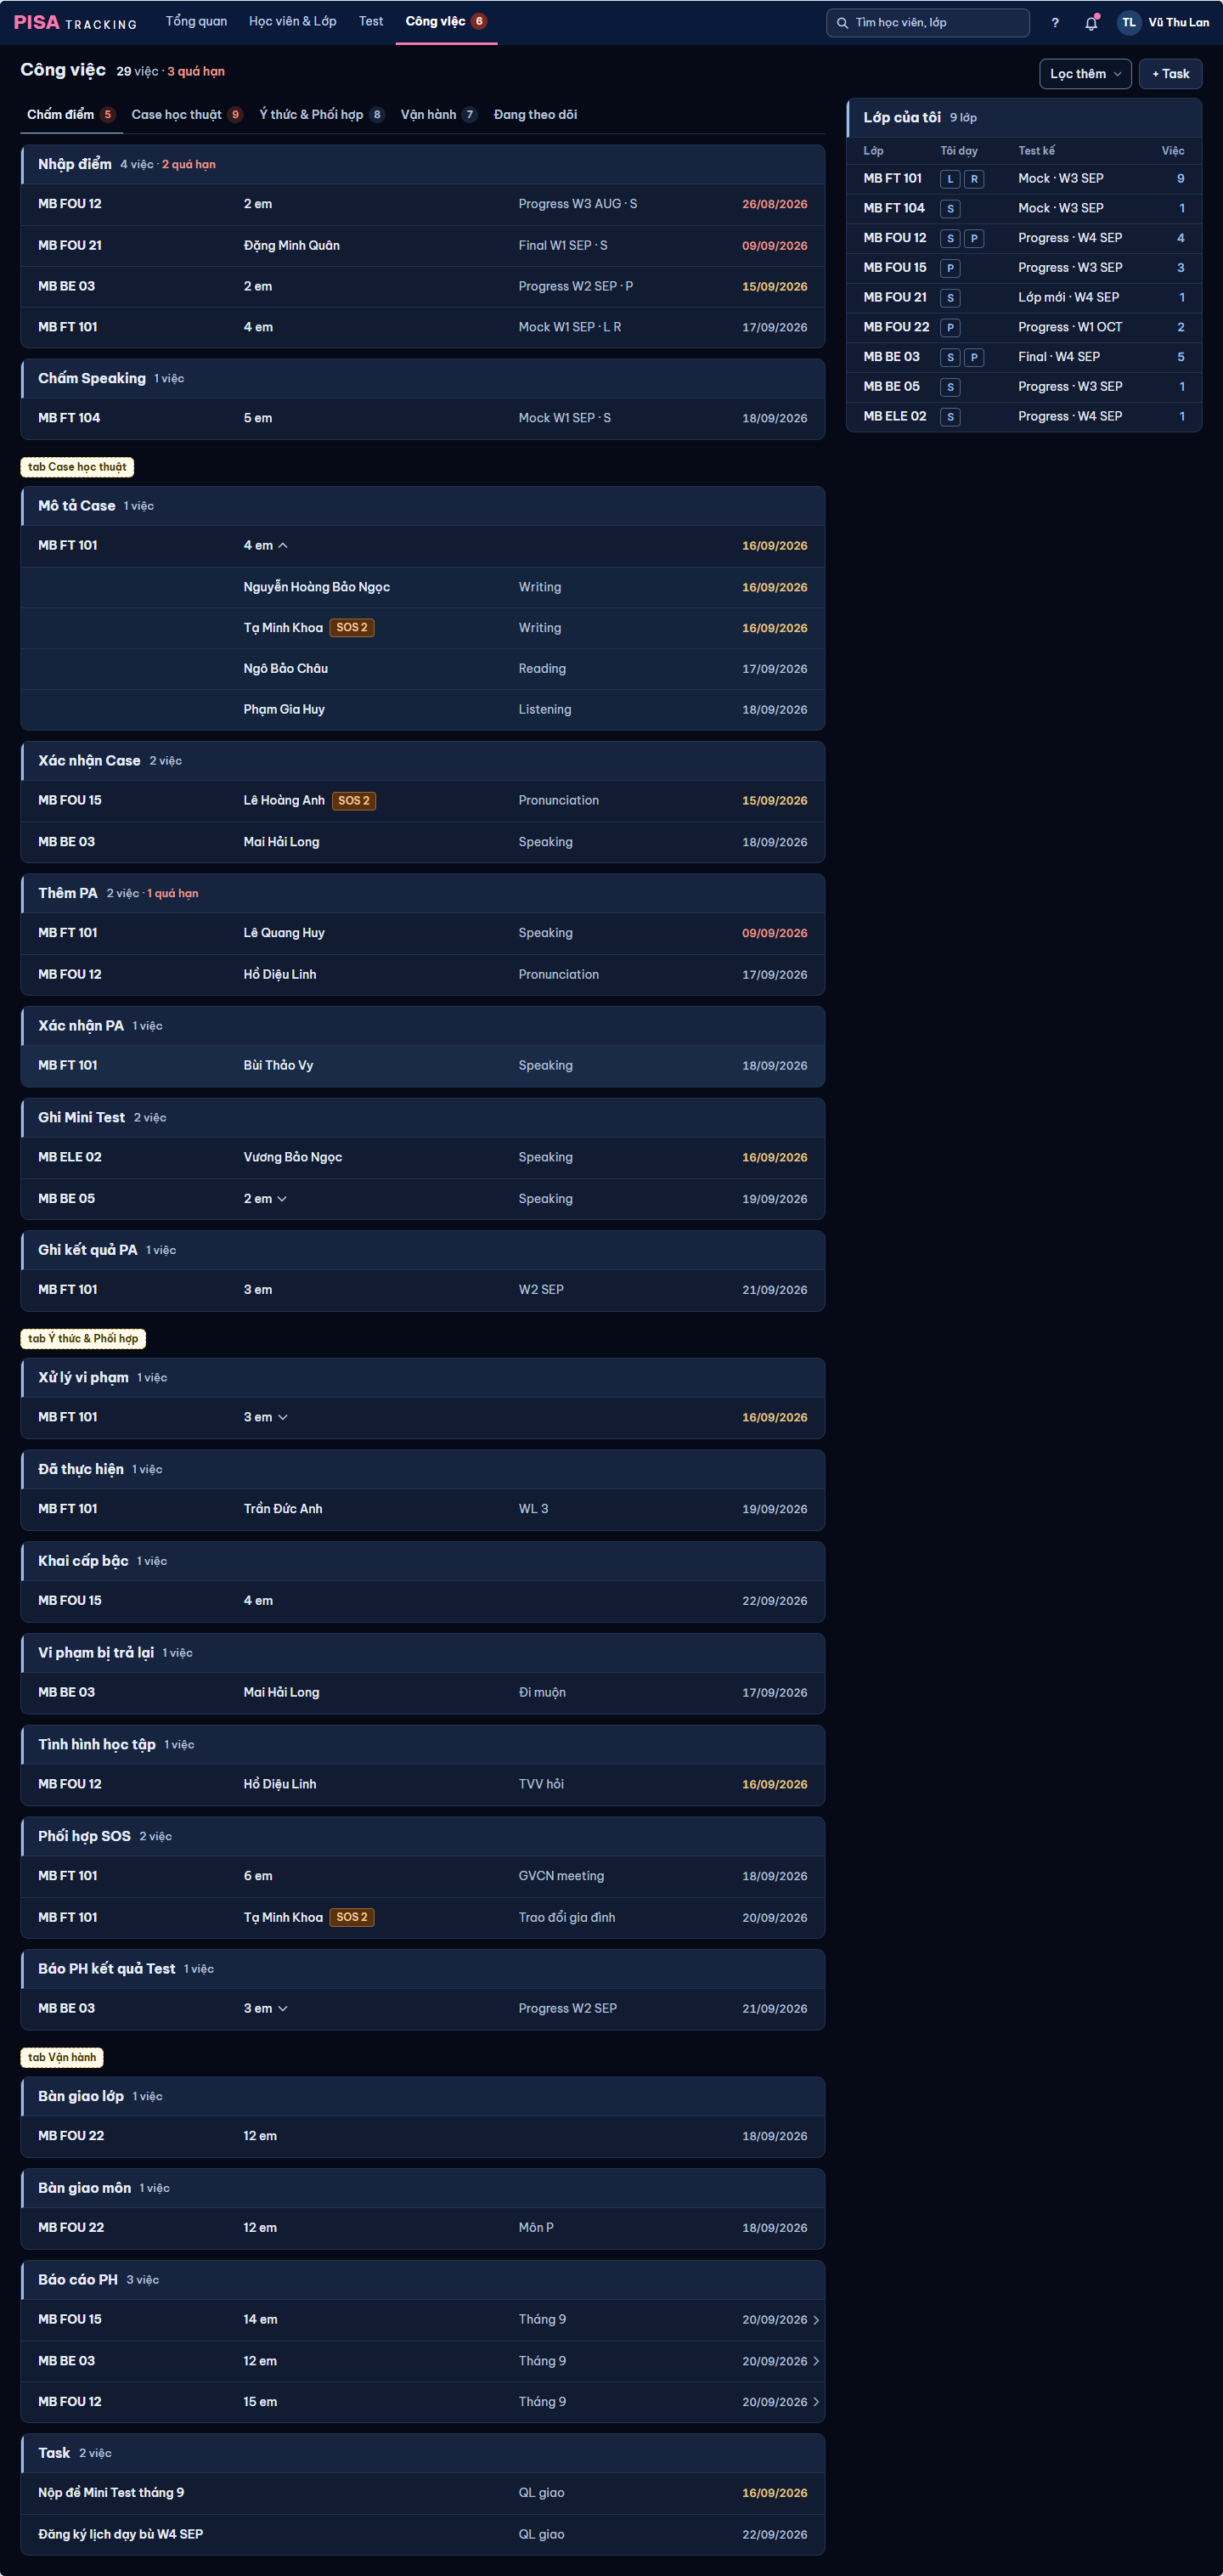 PISA TRACKING Tổng quan Học viên & Lớp Test Công việc 6 Tìm học viên, lớp ? TL Vũ Thu Lan
Công việc 29 việc · 3 quá hạn Lọc thêm + Task
Chấm điểm 5 Case học thuật 9 Ý thức & Phối hợp 8 Vận hành 7 Đang theo dõi
Nhập điểm 4 việc · 2 quá hạn
MB FOU 12 2 em Progress W3 AUG · S 26/08/2026
MB FOU 21 Đặng Minh Quân Final W1 SEP · S 09/09/2026
MB BE 03 2 em Progress W2 SEP · P 15/09/2026
MB FT 101 4 em Mock W1 SEP · L R 17/09/2026
Chấm Speaking 1 việc
MB FT 104 5 em Mock W1 SEP · S 18/09/2026
Lớp của tôi 9 lớp
Lớp Tôi dạy Test kế Việc
MB FT 101 L R Mock · W3 SEP 9
MB FT 104 S Mock · W3 SEP 1
MB FOU 12 S P Progress · W4 SEP 4
MB FOU 15 P Progress · W3 SEP 3
MB FOU 21 S Lớp mới · W4 SEP 1
MB FOU 22 P Progress · W1 OCT 2
MB BE 03 S P Final · W4 SEP 5
MB BE 05 S Progress · W3 SEP 1
MB ELE 02 S Progress · W4 SEP 1
tab Case học thuật
Mô tả Case 1 việc
MB FT 101 4 em 16/09/2026
Nguyễn Hoàng Bảo Ngọc Writing 16/09/2026
Tạ Minh Khoa SOS 2 Writing 16/09/2026
Ngô Bảo Châu Reading 17/09/2026
Phạm Gia Huy Listening 18/09/2026
Xác nhận Case 2 việc
MB FOU 15 Lê Hoàng Anh SOS 2 Pronunciation 15/09/2026
MB BE 03 Mai Hải Long Speaking 18/09/2026
Thêm PA 2 việc · 1 quá hạn
MB FT 101 Lê Quang Huy Speaking 09/09/2026
MB FOU 12 Hồ Diệu Linh Pronunciation 17/09/2026
Xác nhận PA 1 việc
MB FT 101 Bùi Thảo Vy Speaking 18/09/2026
Ghi Mini Test 2 việc
MB ELE 02 Vương Bảo Ngọc Speaking 16/09/2026
MB BE 05 2 em Speaking 19/09/2026
Ghi kết quả PA 1 việc
MB FT 101 3 em W2 SEP 21/09/2026
tab Ý thức & Phối hợp
Xử lý vi phạm 1 việc
MB FT 101 3 em 16/09/2026
Đã thực hiện 1 việc
MB FT 101 Trần Đức Anh WL 3 19/09/2026
Khai cấp bậc 1 việc
MB FOU 15 4 em 22/09/2026
Vi phạm bị trả lại 1 việc
MB BE 03 Mai Hải Long Đi muộn 17/09/2026
Tình hình học tập 1 việc
MB FOU 12 Hồ Diệu Linh TVV hỏi 16/09/2026
Phối hợp SOS 2 việc
MB FT 101 6 em GVCN meeting 18/09/2026
MB FT 101 Tạ Minh Khoa SOS 2 Trao đổi gia đình 20/09/2026
Báo PH kết quả Test 1 việc
MB BE 03 3 em Progress W2 SEP 21/09/2026
tab Vận hành
Bàn giao lớp 1 việc
MB FOU 22 12 em 18/09/2026
Bàn giao môn 1 việc
MB FOU 22 12 em Môn P 18/09/2026
Báo cáo PH 3 việc
MB FOU 15 14 em Tháng 9 20/09/2026
MB BE 03 12 em Tháng 9 20/09/2026
MB FOU 12 15 em Tháng 9 20/09/2026
Task 2 việc
Nộp đề Mini Test tháng 9 QL giao 16/09/2026
Đăng ký lịch dạy bù W4 SEP QL giao 22/09/2026